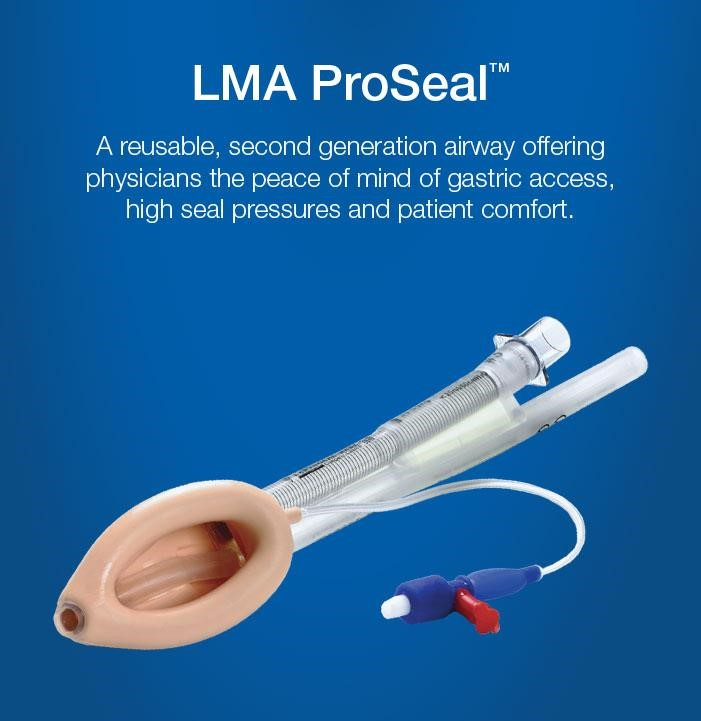 LMA ProSeal™
A reusable, second generation airway offering
physicians the peace of mind of gastric access,
high seal pressures and patient comfort.